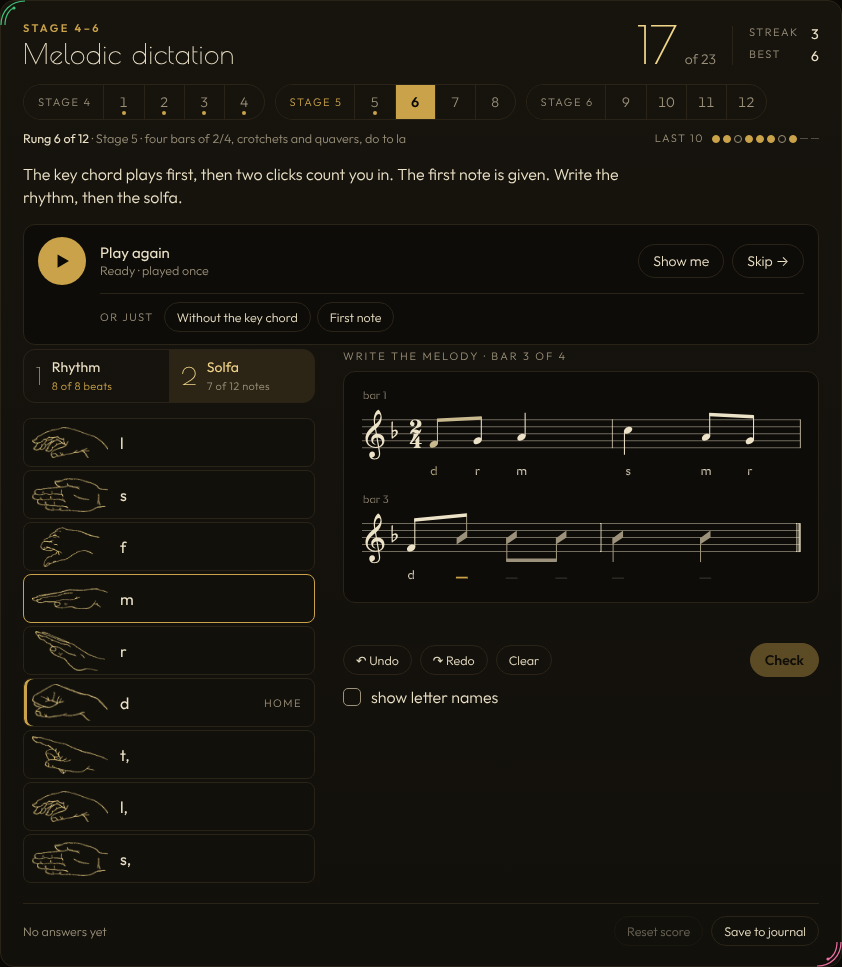 STAGE 4–6
Melodic dictation
17 of 23
STREAK 3
BEST 6
STAGE 4 1 2 3 4 STAGE 5 5 6 7 8 STAGE 6 9 10 11 12
Rung 6 of 12 · Stage 5 · four bars of 2/4, crotchets and quavers, do to la
LAST 10
The key chord plays first, then two clicks count you in. The first note is given. Write the
rhythm, then the solfa.
Play again
Ready · played once
Show me
Skip →
OR JUST
Without the key chord
First note
1 Rhythm
8 of 8 beats
2 Solfa
7 of 12 notes
l
s
f
m
r
d HOME
t,
l,
s,
WRITE THE MELODY · BAR 3 OF 4
bar 1
2
4
d r m s m r
bar 3
d
↶ Undo
↷ Redo
Clear
Check
show letter names
No answers yet
Reset score
Save to journal